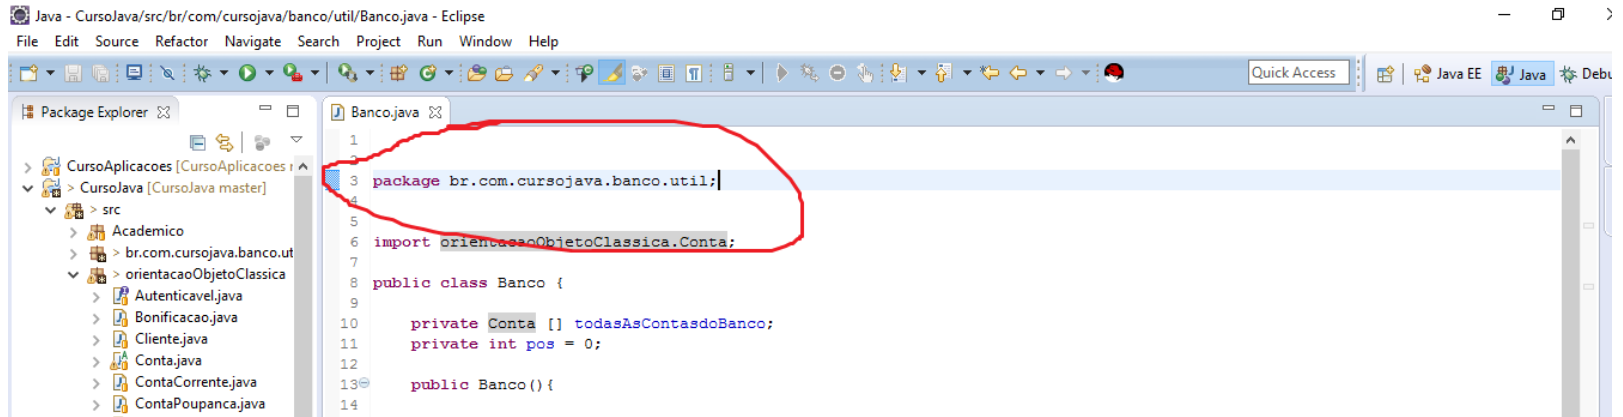 Java - CursoJava/src/br/com/cursojava/banco/util/Banco.java - Eclipse
File Edit Source Refactor Navigate Search Project Run Window Help
Quick Access Java EE Java Debu
Package Explorer
Banco.java
CursoAplicacoes [CursoAplicacoes r
> CursoJava [CursoJava master]
> src
Academico
> br.com.cursojava.banco.ut
> orientacaoObjetoClassica
Autenticavel.java
Bonificacao.java
Cliente.java
Conta.java
ContaCorrente.java
ContaPoupanca.java
1
2
3 package br.com.cursojava.banco.util;
4
5
6 import orientacaoObjetoClassica.Conta;
7
8 public class Banco {
9
10 private Conta [] todasAsContasdoBanco;
11 private int pos = 0;
12
13 public Banco(){
14